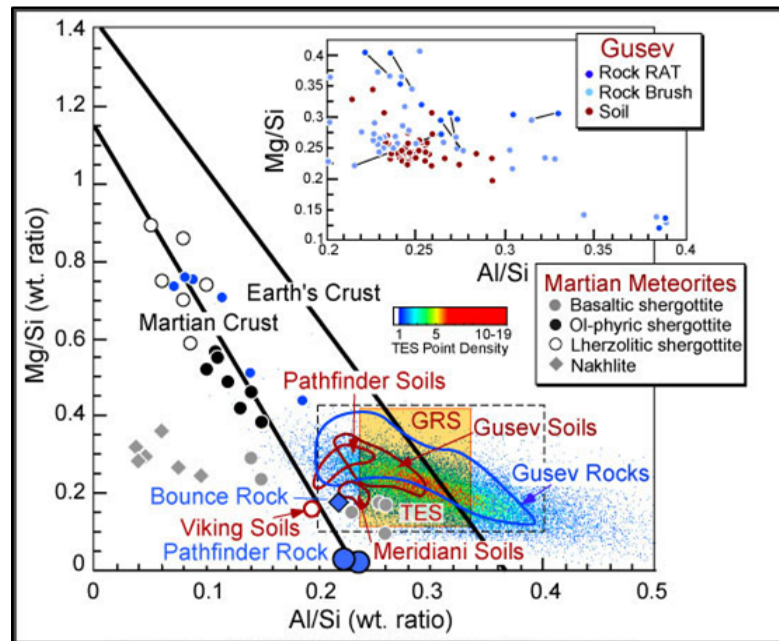 1.4
1.2
1
0.8
0.6
0.4
0.2
0
Mg/Si (wt. ratio)
0
0.2
0.4
0.5
Al/Si (wt. ratio)
0.4
0.35
0.30
0.25
0.2
0.15
0.1
Mg/Si
0.2
0.25
0.3
0.4
Al/Si
Gusev
Rock RAT
Rock Brush
Soil
Martian Meteorites
Basaltic shergottite
Ol-phyric shergottite
Lherzolitic shergottite
Nakhlite
Earth's Crust
Martian Crust
1
5
10-19
TES Point Density
Pathfinder Soils
GRS
Gusev Soils
Gusev Rocks
Bounce Rock
TES
Viking Soils
Meridiani Soils
Pathfinder Rock
0.3